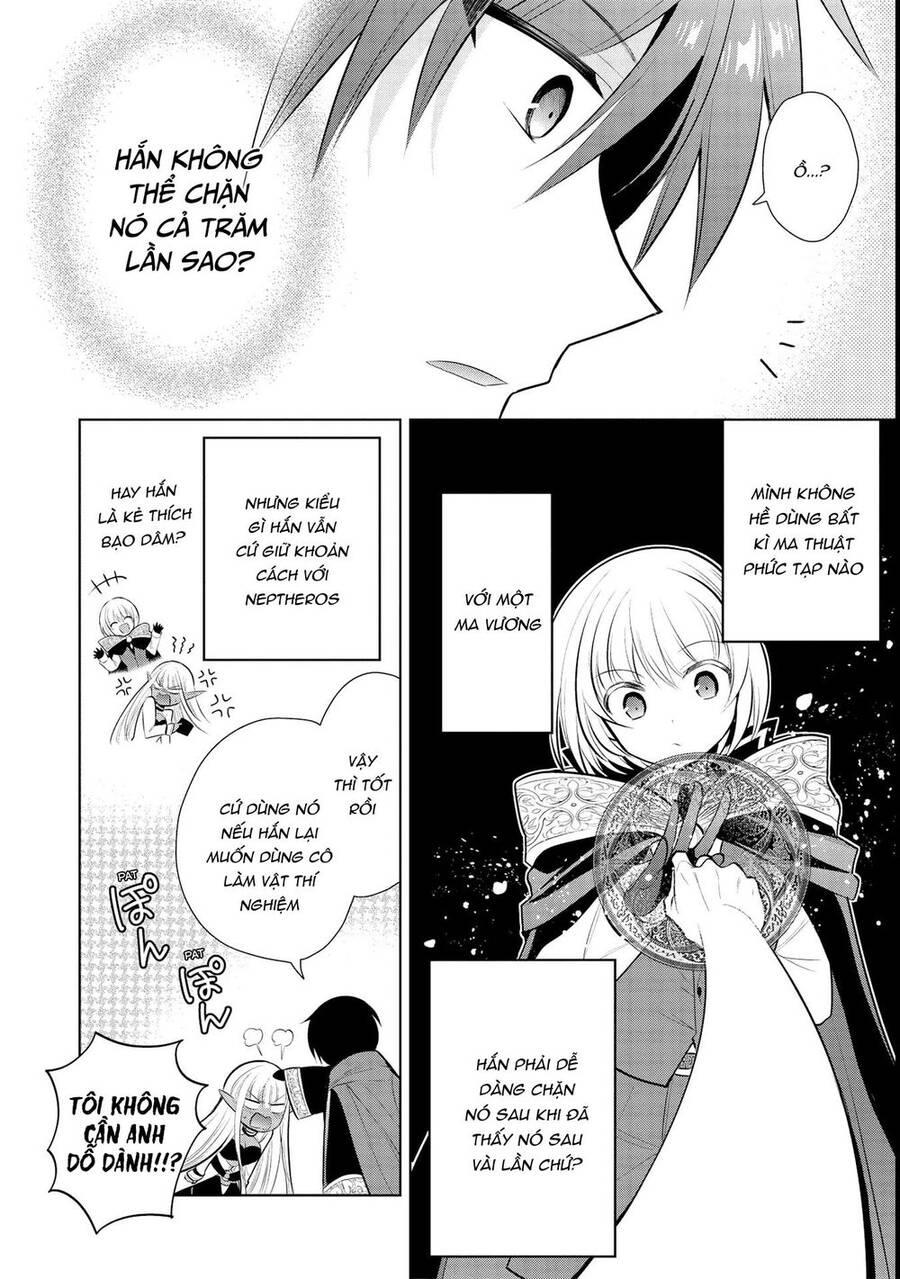 Ồ...?
HẮN KHÔNG
THỂ CHẶN
NÓ CẢ TRĂM
LẦN SAO?
MÌNH KHÔNG
HỀ DÙNG BẤT
KÌ MA THUẬT
PHỨC TẠP NÀO
VỚI MỘT
MA VƯƠNG
HẮN PHẢI DỄ
DÀNG CHẶN
NÓ SAU KHI ĐÃ
THẤY NÓ SAU
VÀI LẦN CHỨ?
NHƯNG KIỂU
GÌ HẮN VẪN
CỨ GIỮ KHOẢN
CÁCH VỚI
NEPTHEROS
HAY HẮN
LÀ KẺ THÍCH
BẠO DÂM?
VẬY
THÌ TỐT
RỒI
CỨ DÙNG NÓ
NẾU HẮN LẠI
MUỐN DÙNG CÔ
LÀM VẬT THÍ
NGHIỆM
PAT
ぽん
PAT
ぽん
TÔI KHÔNG
CẦN ANH
DỖ DÀNH!!?